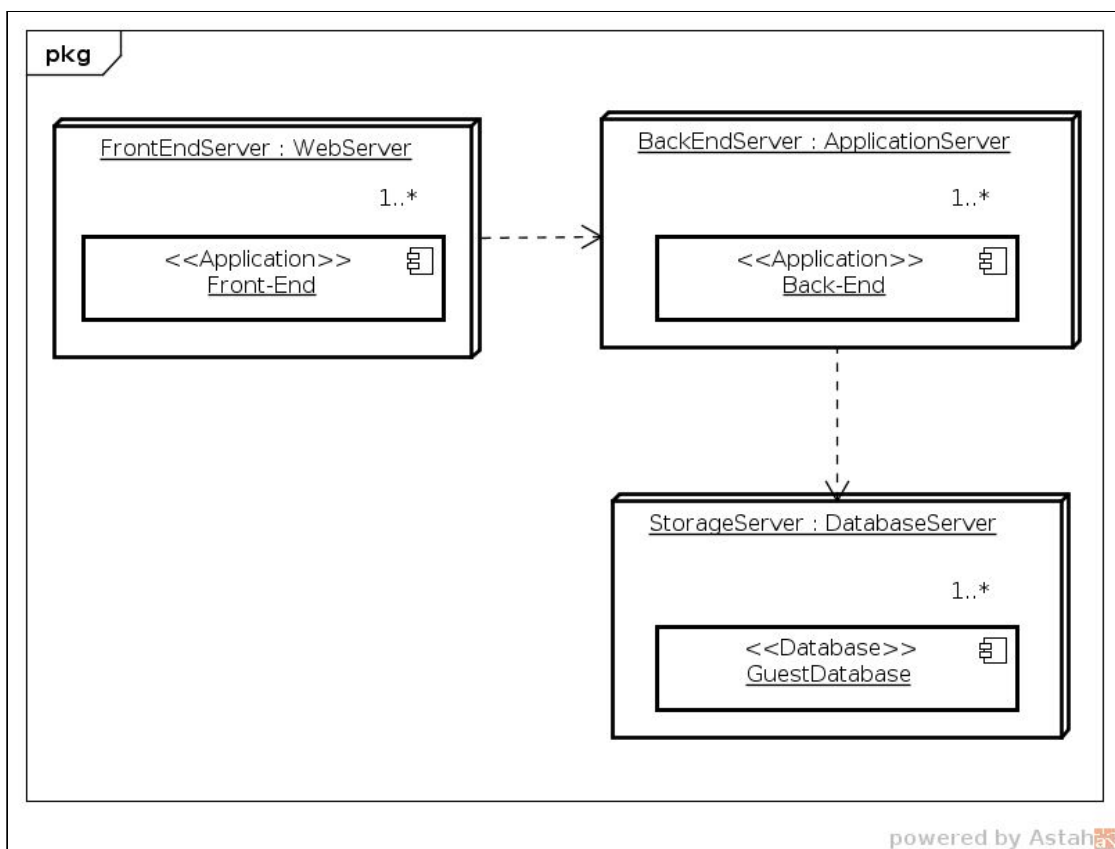 pkg
FrontEndServer : WebServer
1..*
<<Application>>
Front-End
BackEndServer : ApplicationServer
1..*
<<Application>>
Back-End
StorageServer : DatabaseServer
1..*
<<Database>>
GuestDatabase
powered by Astah